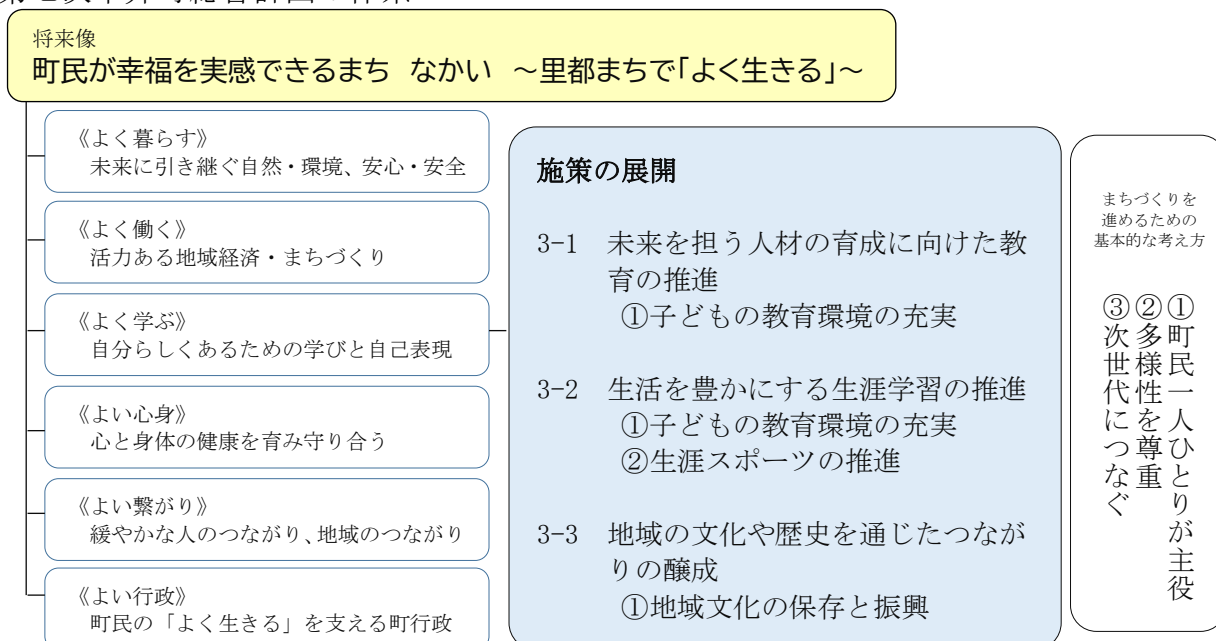 将来像
町民が幸福を実感できるまち なかい ～里都まちで「よく生きる」～
《よく暮らす》
未来に引き継ぐ自然・環境、安心・安全
《よく働く》
活力ある地域経済・まちづくり
《よく学ぶ》
自分らしくあるための学びと自己表現
《よい心身》
心と身体の健康を育み守り合う
《よい繋がり》
緩やかな人のつながり、地域のつながり
《よい行政》
町民の「よく生きる」を支える町行政
施策の展開
3-1 未来を担う人材の育成に向けた教
育の推進
①子どもの教育環境の充実
3-2 生活を豊かにする生涯学習の推進
①子どもの教育環境の充実
②生涯スポーツの推進
3-3 地域の文化や歴史を通じたつなが
りの醸成
①地域文化の保存と振興
まちづくりを
進めるための
基本的な考え方
①町民一人ひとりが主役
②多様性を尊重
③次世代につなぐ